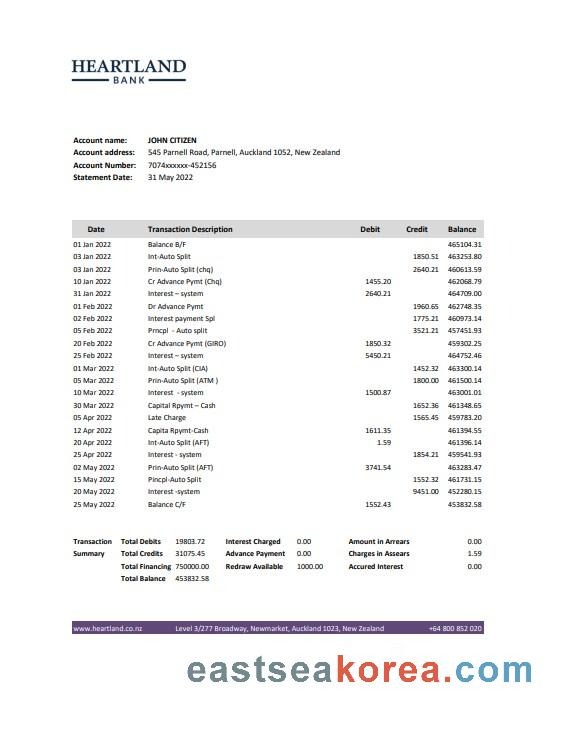 HEARTLAND
BANK
Account name: JOHN CITIZEN
Account address: 545 Parnell Road, Parnell, Auckland 1052, New Zealand
Account Number: 7074xxxxxx-452156
Statement Date: 31 May 2022
Date Transaction Description Debit Credit Balance
01 Jan 2022 Balance B/F 465104.31
03 Jan 2022 Int-Auto Split 1850.51 463253.80
03 Jan 2022 Prin-Auto Split (chq) 2640.21 460613.59
10 Jan 2022 Cr Advance Pymt (Chq) 1455.20 462068.79
31 Jan 2022 Interest – system 2640.21 464709.00
01 Feb 2022 Dr Advance Pymt 1960.65 462748.35
02 Feb 2022 Interest payment Spl 1775.21 460973.14
05 Feb 2022 Prncpl - Auto split 3521.21 457451.93
20 Feb 2022 Cr Advance Pymt (GIRO) 1850.32 459302.25
25 Feb 2022 Interest – system 5450.21 464752.46
01 Mar 2022 Int-Auto Split (CIA) 1452.32 463300.14
05 Mar 2022 Prin-Auto Split (ATM ) 1800.00 461500.14
10 Mar 2022 Interest - system 1500.87 463001.01
30 Mar 2022 Capital Rpymt – Cash 1652.36 461348.65
05 Apr 2022 Late Charge 1565.45 459783.20
12 Apr 2022 Capita Rpymt-Cash 1611.35 461394.55
20 Apr 2022 Int-Auto Split (AFT) 1.59 461396.14
25 Apr 2022 Interest - system 1854.21 459541.93
02 May 2022 Prin-Auto Split (AFT) 3741.54 463283.47
15 May 2022 Pincpl-Auto Split 1552.32 461731.15
20 May 2022 Interest -system 9451.00 452280.15
25 May 2022 Balance C/F 1552.43 453832.58
Transaction Total Debits 19803.72 Interest Charged 0.00 Amount in Arrears 0.00
Summary Total Credits 31075.45 Advance Payment 0.00 Charges in Assears 1.59
Total Financing 750000.00 Redraw Available 1000.00 Accured Interest 0.00
Total Balance 453832.58
www.heartland.co.nz Level 3/277 Broadway, Newmarket, Auckland 1023, New Zealand +64 800 852 020
eastseakorea.com